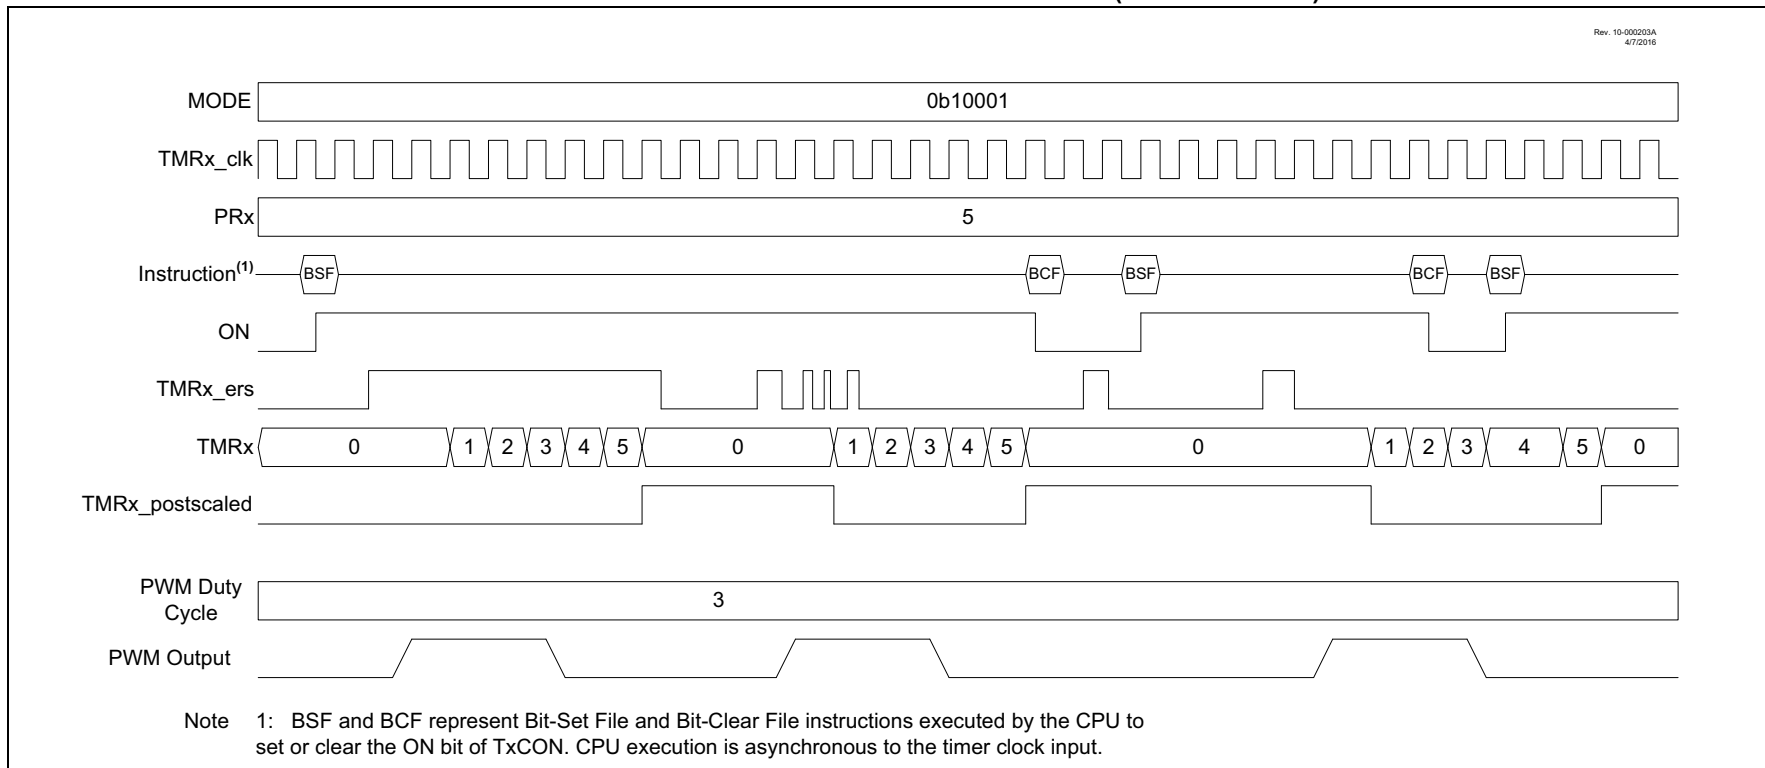 Rev. 10-000203A
4/7/2016
MODE 0b10001
TMRx_clk
PRx 5
Instruction(1) BSF BCF BSF BCF BSF
ON
TMRx_ers
TMRx 0 1 2 3 4 5 0 1 2 3 4 5 0 1 2 3 4 5 0
TMRx_postscaled
PWM Duty
Cycle 3
PWM Output
Note 1: BSF and BCF represent Bit-Set File and Bit-Clear File instructions executed by the CPU to
set or clear the ON bit of TxCON. CPU execution is asynchronous to the timer clock input.